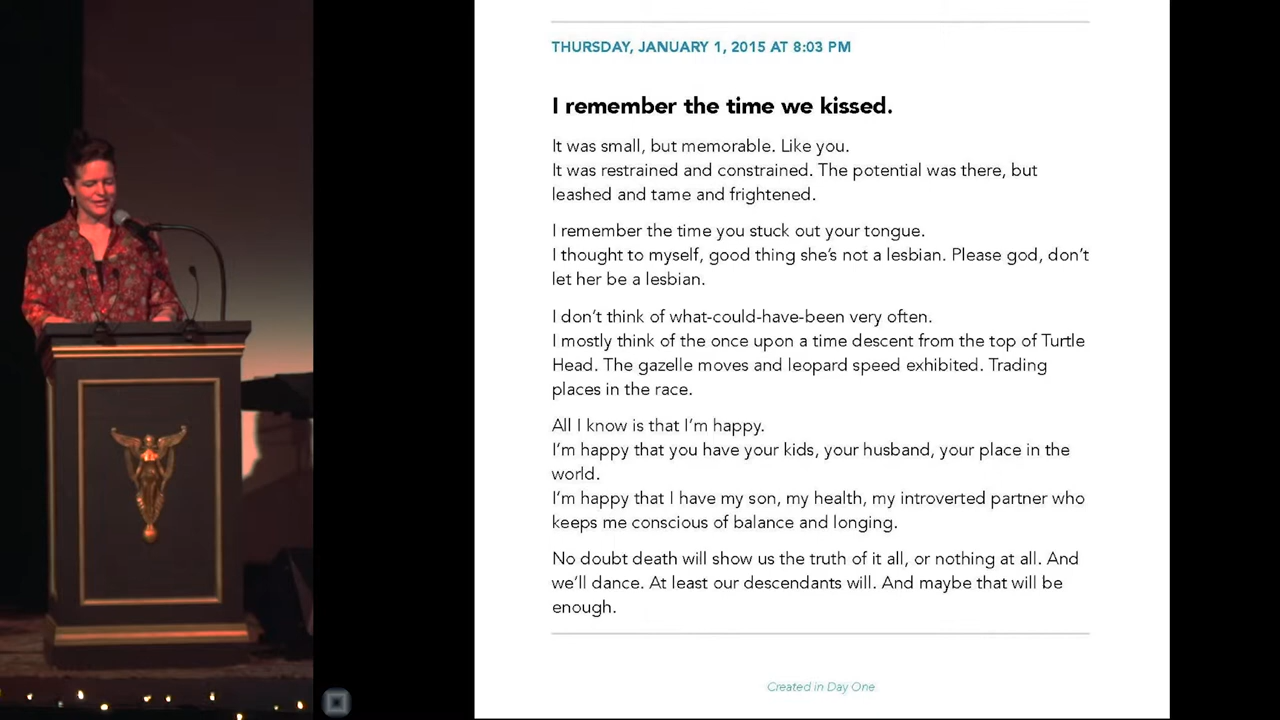 THURSDAY, JANUARY 1, 2015 AT 8:03 PM
I remember the time we kissed.
It was small, but memorable. Like you.
It was restrained and constrained. The potential was there, but
leashed and tame and frightened.
I remember the time you stuck out your tongue.
I thought to myself, good thing she's not a lesbian. Please god, don't
let her be a lesbian.
I don't think of what-could-have-been very often.
I mostly think of the once upon a time descent from the top of Turtle
Head. The gazelle moves and leopard speed exhibited. Trading
places in the race.
All I know is that I'm happy.
I'm happy that you have your kids, your husband, your place in the
world.
I'm happy that I have my son, my health, my introverted partner who
keeps me conscious of balance and longing.
No doubt death will show us the truth of it all, or nothing at all. And
we'll dance. At least our descendants will. And maybe that will be
enough.
Created in Day One